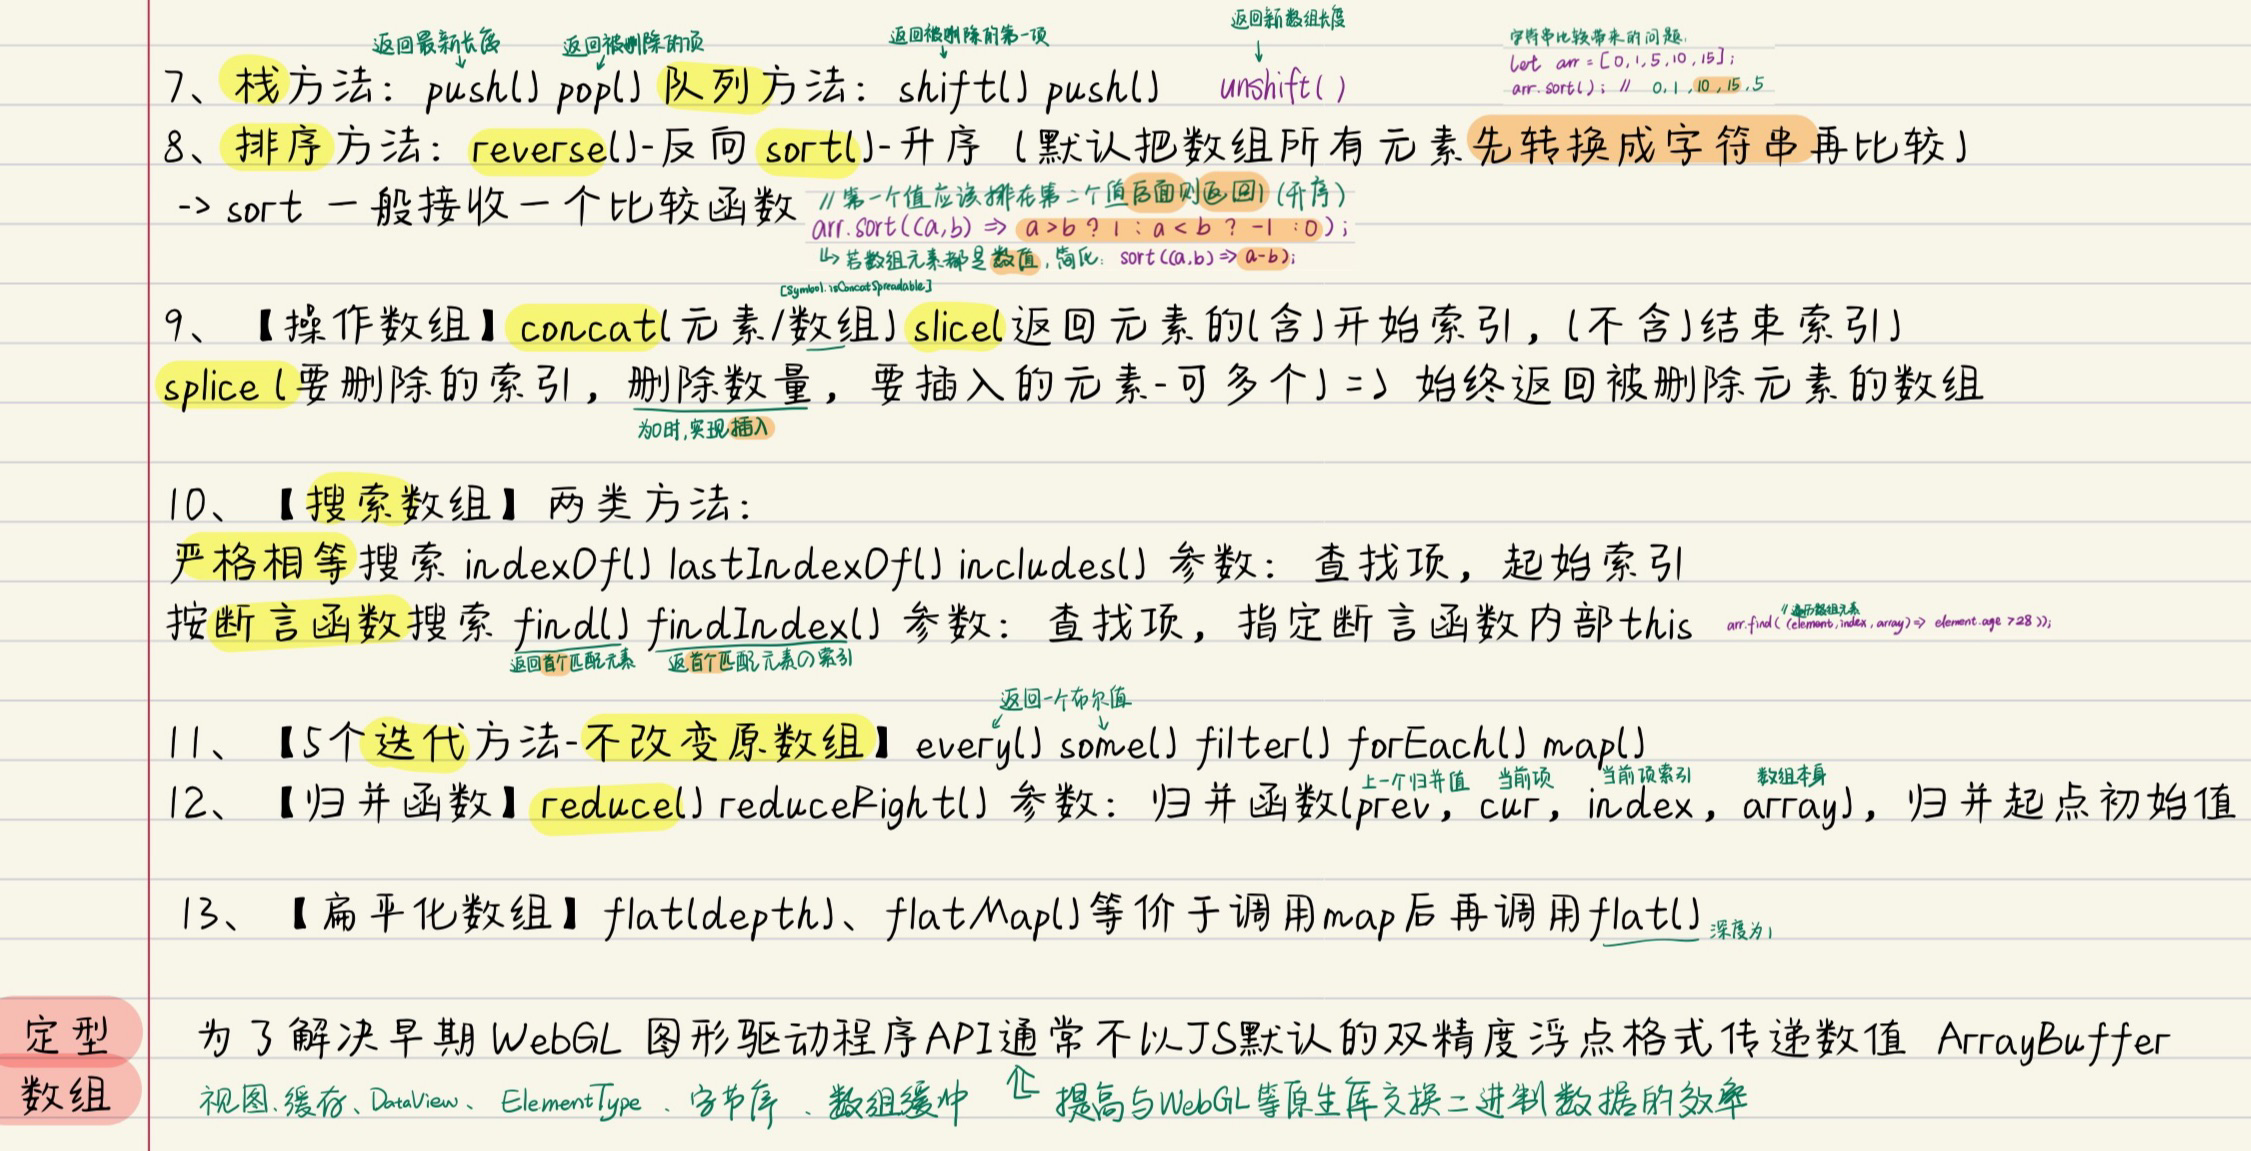 返回最新长度 返回被删除的项 返回被删除的第一项 返回新数组长度
7、栈方法：push() pop() 队列方法：shift() push() unshift()
字符串比较带来的问题.
let arr = [0,1,5,10,15];
arr.sort(); // 0,1,10,15,5
8、排序方法：reverse()-反向 sort()-升序（默认把数组所有元素先转换成字符串再比较）
-> sort 一般接收一个比较函数
// 第一个值应该排在第二个值后面则返回1(升序)
arr.sort((a,b) => a>b ? 1 : a<b ? -1 : 0);
↳ 若数组元素都是数值,简化: sort((a,b)=>a-b);
[Symbol.isConcatSpreadable]
9、【操作数组】concat(元素/数组) slice(返回元素的(含)开始索引，(不含)结束索引)
splice(要删除的索引，删除数量，要插入的元素-可多个) => 始终返回被删除元素的数组
为0时,实现插入
10、【搜索数组】两类方法：
严格相等搜索 indexOf() lastIndexOf() includes() 参数：查找项，起始索引
按断言函数搜索 find() findIndex() 参数：查找项，指定断言函数内部this
// 遍历数组元素
arr.find((element,index,array)=> element.age >28));
返回首个匹配元素 返首个匹配元素の索引
返回一个布尔值
11、【5个迭代方法-不改变原数组】every() some() filter() forEach() map()
上一个归并值 当前项 当前项索引 数组本身
12、【归并函数】reduce() reduceRight() 参数：归并函数(prev，cur，index，array)，归并起点初始值
13、【扁平化数组】flat(depth)、flatMap()等价于调用map后再调用flat() 深度为1
定型
数组
为了解决早期 WebGL 图形驱动程序API通常不以JS默认的双精度浮点格式传递数值 ArrayBuffer
视图.缓存、DataView、ElementType、字节序、数组缓冲 提高与WebGL等原生库交换二进制数据的效率